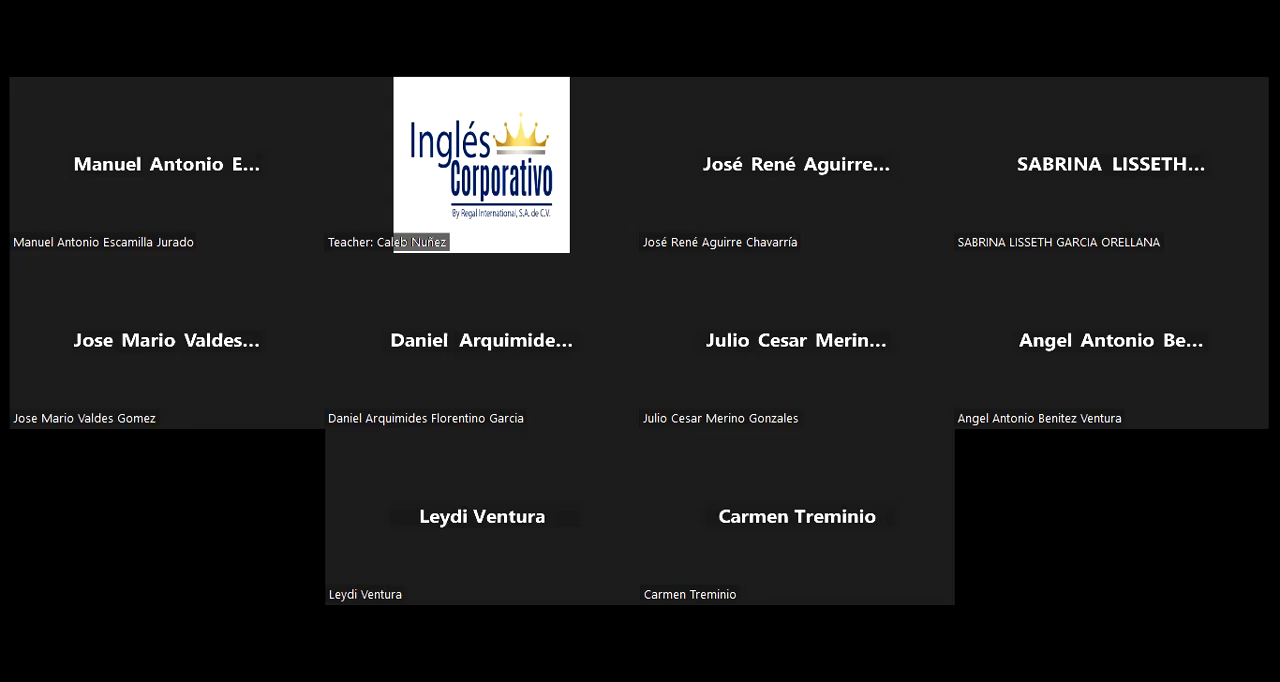 Manuel Antonio E...
Manuel Antonio Escamilla Jurado
Inglés
Corporativo
By Regal International, S.A. de C.V.
Teacher: Caleb Nuñez
José René Aguirre...
José René Aguirre Chavarría
SABRINA LISSETH...
SABRINA LISSETH GARCIA ORELLANA
Jose Mario Valdes...
Jose Mario Valdes Gomez
Daniel Arquimide...
Daniel Arquimides Florentino Garcia
Julio Cesar Merin...
Julio Cesar Merino Gonzales
Angel Antonio Be...
Angel Antonio Benitez Ventura
Leydi Ventura
Leydi Ventura
Carmen Treminio
Carmen Treminio